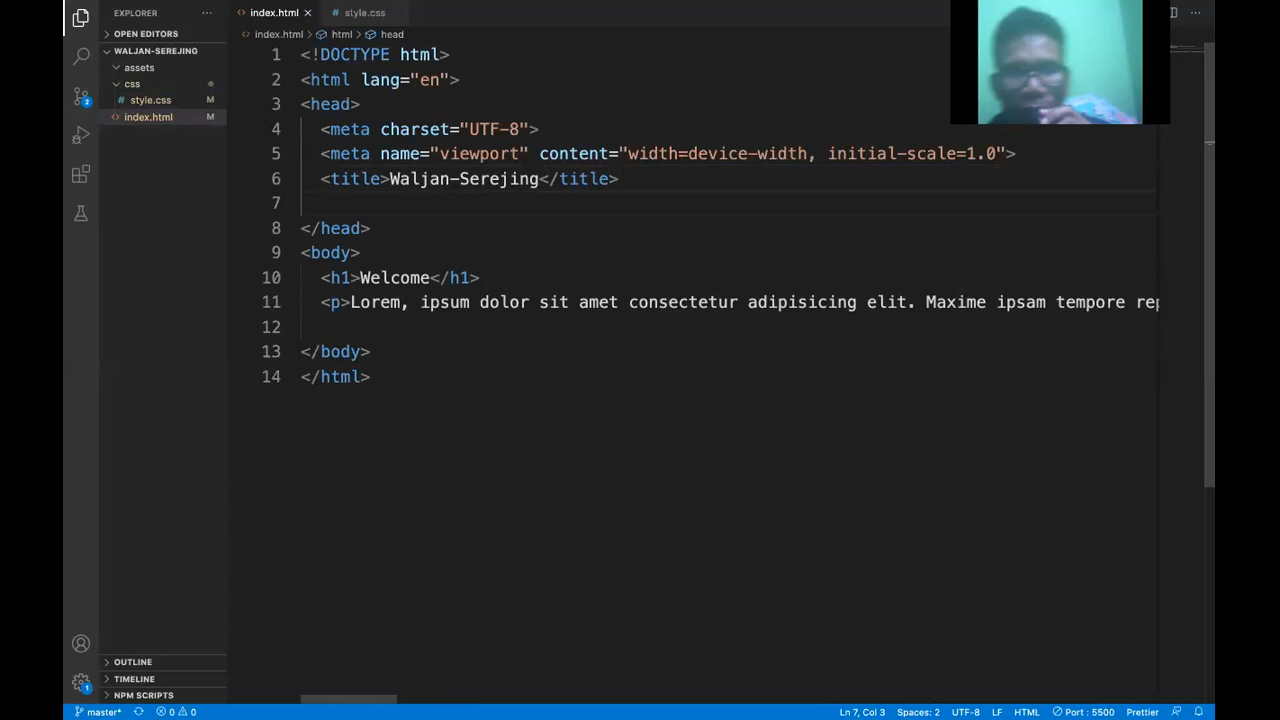 EXPLORER
OPEN EDITORS
WALJAN-SEREJING
assets
css
style.css M
index.html M
OUTLINE
TIMELINE
NPM SCRIPTS
index.html
style.css
index.html > html > head
1 <!DOCTYPE html>
2 <html lang="en">
3 <head>
4 <meta charset="UTF-8">
5 <meta name="viewport" content="width=device-width, initial-scale=1.0">
6 <title>Waljan-Serejing</title>
7
8 </head>
9 <body>
10 <h1>Welcome</h1>
11 <p>Lorem, ipsum dolor sit amet consectetur adipisicing elit. Maxime ipsam tempore rep
12
13 </body>
14 </html>
2
1
master* 0 0 Ln 7, Col 3 Spaces: 2 UTF-8 LF HTML Port : 5500 Prettier